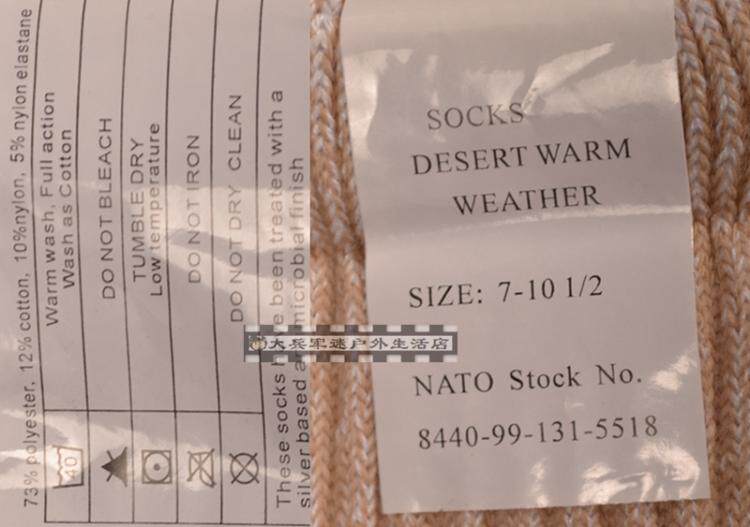 73% polyester, 12% cotton, 10%nylon, 5% nylon elastane
Warm wash, Full action
Wash as Cotton
DO NOT BLEACH
TUMBLE DRY
Low temperature
DO NOT IRON
DO NOT DRY CLEAN
These socks have been treated with a
silver based antimicrobial finish
40
大兵军迷户外生活店
SOCKS
DESERT WARM
WEATHER
SIZE: 7-10 1/2
NATO Stock No.
8440-99-131-5518